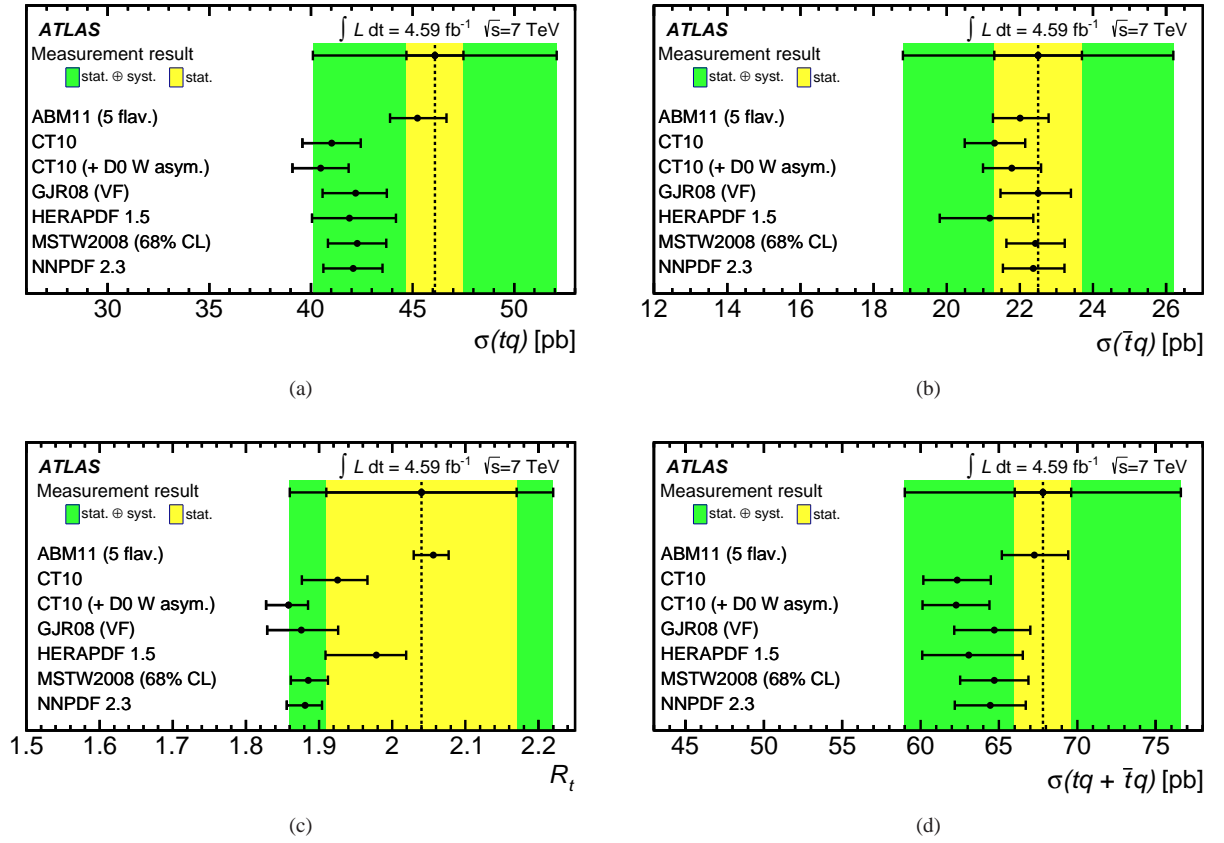 ATLAS ∫ L dt = 4.59 fb⁻¹ √s=7 TeV
Measurement result
stat. ⊕ syst. stat.
ABM11 (5 flav.)
CT10
CT10 (+ D0 W asym.)
GJR08 (VF)
HERAPDF 1.5
MSTW2008 (68% CL)
NNPDF 2.3
30 35 40 45 50
σ(tq) [pb]
(a)
ATLAS ∫ L dt = 4.59 fb⁻¹ √s=7 TeV
Measurement result
stat. ⊕ syst. stat.
ABM11 (5 flav.)
CT10
CT10 (+ D0 W asym.)
GJR08 (VF)
HERAPDF 1.5
MSTW2008 (68% CL)
NNPDF 2.3
12 14 16 18 20 22 24 26
σ(t̄q) [pb]
(b)
ATLAS ∫ L dt = 4.59 fb⁻¹ √s=7 TeV
Measurement result
stat. ⊕ syst. stat.
ABM11 (5 flav.)
CT10
CT10 (+ D0 W asym.)
GJR08 (VF)
HERAPDF 1.5
MSTW2008 (68% CL)
NNPDF 2.3
1.5 1.6 1.7 1.8 1.9 2 2.1 2.2
Rₜ
(c)
ATLAS ∫ L dt = 4.59 fb⁻¹ √s=7 TeV
Measurement result
stat. ⊕ syst. stat.
ABM11 (5 flav.)
CT10
CT10 (+ D0 W asym.)
GJR08 (VF)
HERAPDF 1.5
MSTW2008 (68% CL)
NNPDF 2.3
45 50 55 60 65 70 75
σ(tq + t̄q) [pb]
(d)